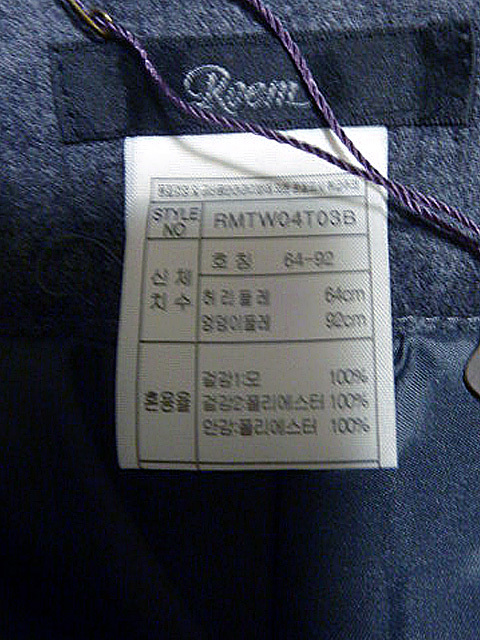 Roem
STYLE NO
RMTW04T03B
신체 치수
호칭 64-92
허리둘레 64cm
엉덩이둘레 92cm
혼용율
겉감1:모 100%
겉감2:폴리에스터 100%
안감:폴리에스터 100%